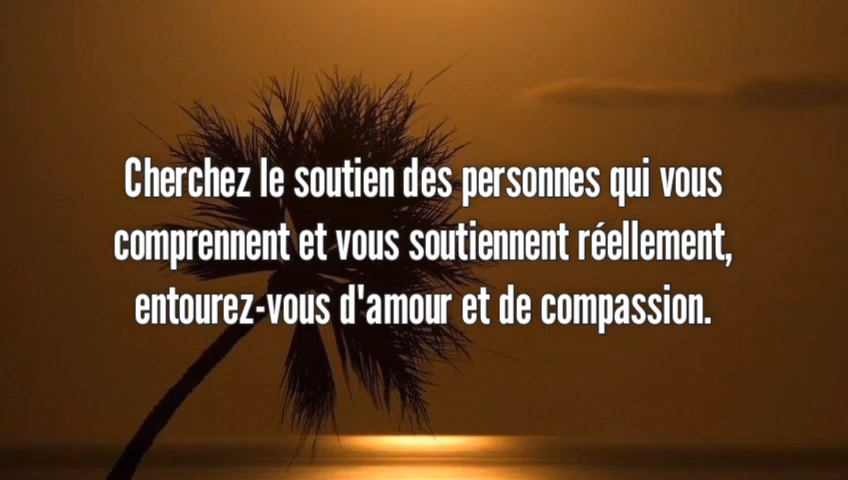 Cherchez le soutien des personnes qui vous
comprennent et vous soutiennent réellement,
entourez-vous d'amour et de compassion.